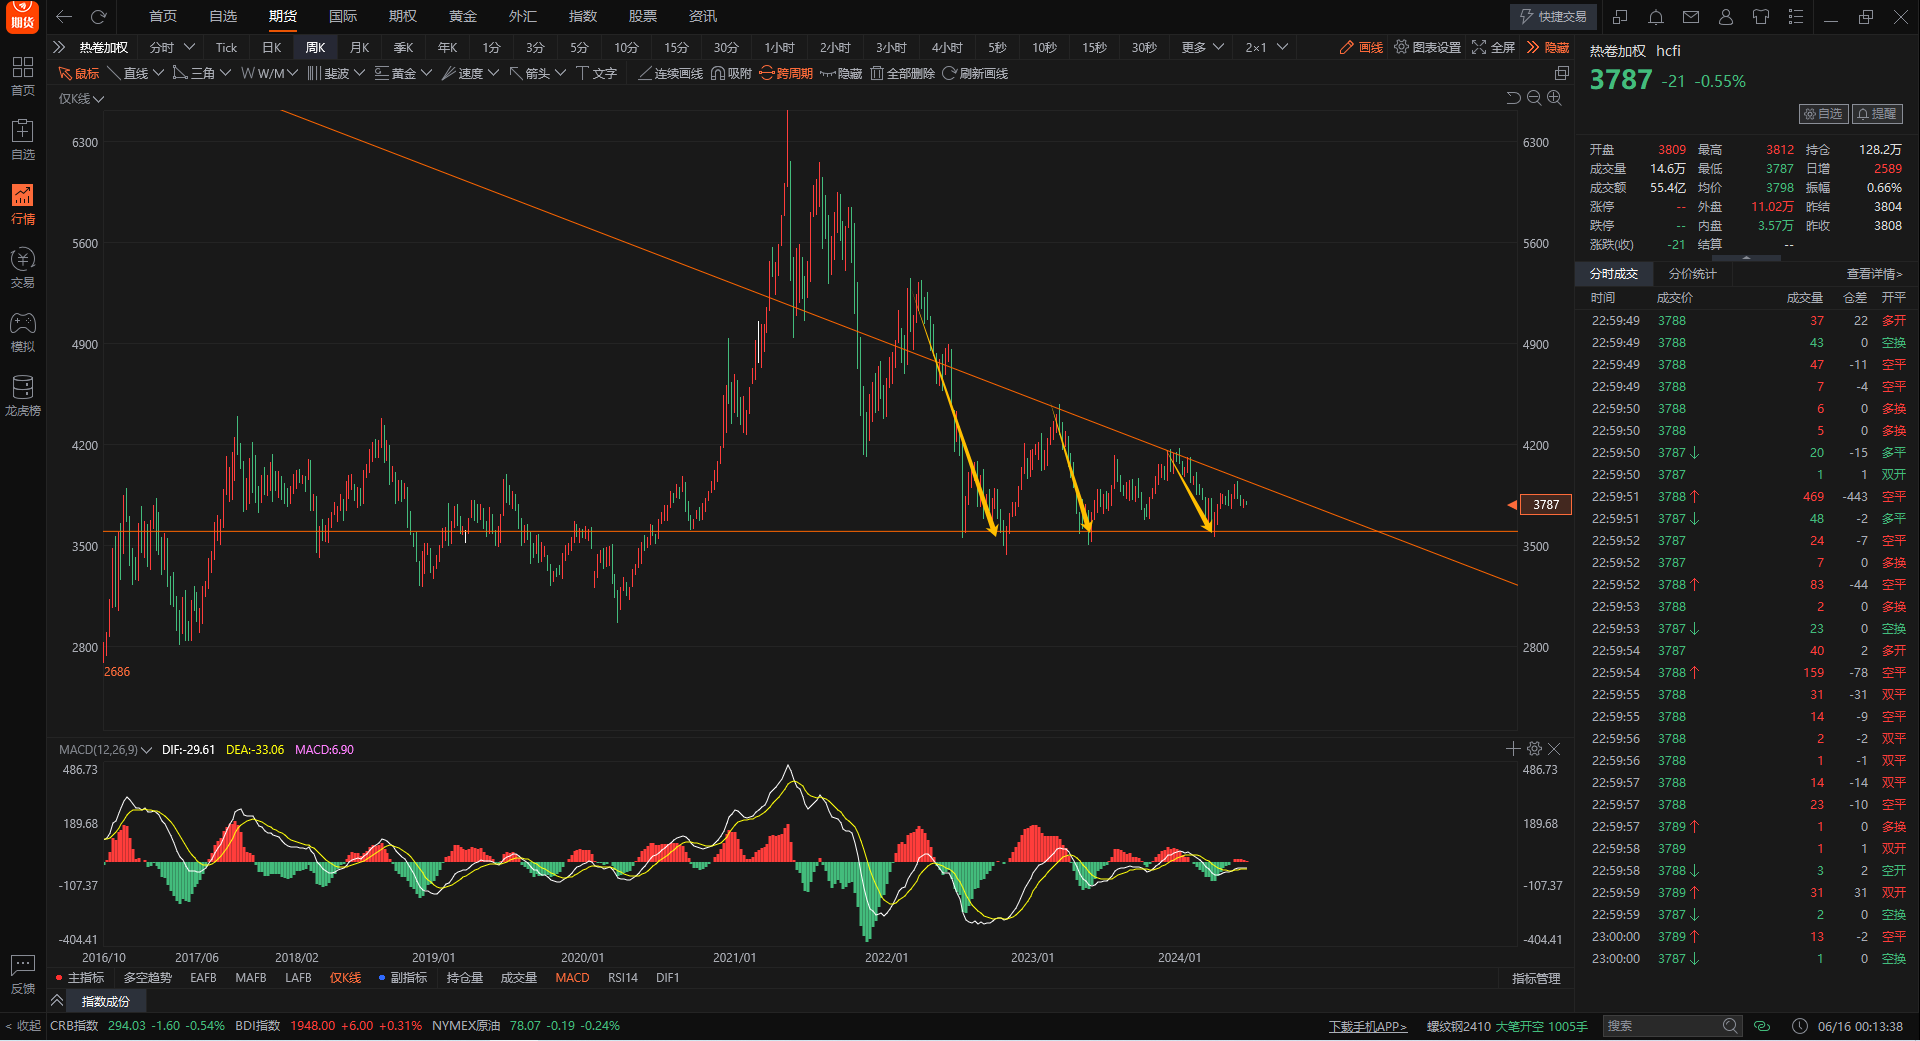 期货
首页 自选 期货 国际 期权 黄金 外汇 指数 股票 资讯
快捷交易
热卷加权 分时 Tick 日K 周K 月K 季K 年K 1分 3分 5分 10分 15分 30分 1小时 2小时 3小时 4小时 5秒 10秒 15秒 30秒 更多 2×1 画线 图表设置 全屏 隐藏
鼠标 直线 三角 W/M 斐波 黄金 速度 箭头 文字 连续画线 吸附 跨周期 隐藏 全部删除 刷新画线
仅K线
首页
自选
行情
交易
模拟
龙虎榜
反馈
< 收起
6300 6300
5600 5600
4900 4900
4200 4200
3787
3500 3500
2800 2800
2686
MACD(12,26,9) DIF:-29.61 DEA:-33.06 MACD:6.90
486.73 486.73
189.68 189.68
-107.37 -107.37
-404.41 -404.41
2016/10 2017/06 2018/02 2019/01 2020/01 2021/01 2022/01 2023/01 2024/01
主指标 多空趋势 EAFB MAFB LAFB 仅K线 副指标 持仓量 成交量 MACD RSI14 DIF1 指标管理
指数成份
热卷加权 hcfi
3787 -21 -0.55%
自选 提醒
开盘 3809 最高 3812 持仓 128.2万
成交量 14.6万 最低 3787 日增 2589
成交额 55.4亿 均价 3798 振幅 0.66%
涨停 -- 外盘 11.02万 昨结 3804
跌停 -- 内盘 3.57万 昨收 3808
涨跌(收) -21 结算 --
分时成交 分价统计 查看详情>
时间 成交价 成交量 仓差 开平
22:59:49 3788 37 22 多开
22:59:49 3788 43 0 空换
22:59:49 3788 47 -11 空平
22:59:49 3788 7 -4 空平
22:59:50 3788 6 0 多换
22:59:50 3788 5 0 多换
22:59:50 3787↓ 20 -15 多平
22:59:50 3787 1 1 双开
22:59:51 3788↑ 469 -443 空平
22:59:51 3787↓ 48 -2 多平
22:59:52 3787 24 -7 空平
22:59:52 3787 7 0 多换
22:59:52 3788↑ 83 -44 空平
22:59:53 3788 2 0 多换
22:59:53 3787↓ 23 0 空换
22:59:54 3787 40 2 多开
22:59:54 3788↑ 159 -78 空平
22:59:55 3788 31 -31 双平
22:59:55 3788 14 -9 空平
22:59:56 3788 2 -2 双平
22:59:56 3788 1 -1 双平
22:59:57 3788 14 -14 双平
22:59:57 3788 23 -10 空平
22:59:57 3789↑ 1 0 多换
22:59:58 3789 1 1 双开
22:59:58 3788↓ 3 2 空开
22:59:59 3789↑ 31 31 双开
22:59:59 3787↓ 2 0 空换
23:00:00 3789↑ 13 -2 空平
23:00:00 3787↓ 1 0 空换
CRB指数 294.03 -1.60 -0.54% BDI指数 1948.00 +6.00 +0.31% NYMEX原油 78.07 -0.19 -0.24% 下载手机APP> 螺纹钢2410 大笔开空 1005手 搜索 06/16 00:13:38